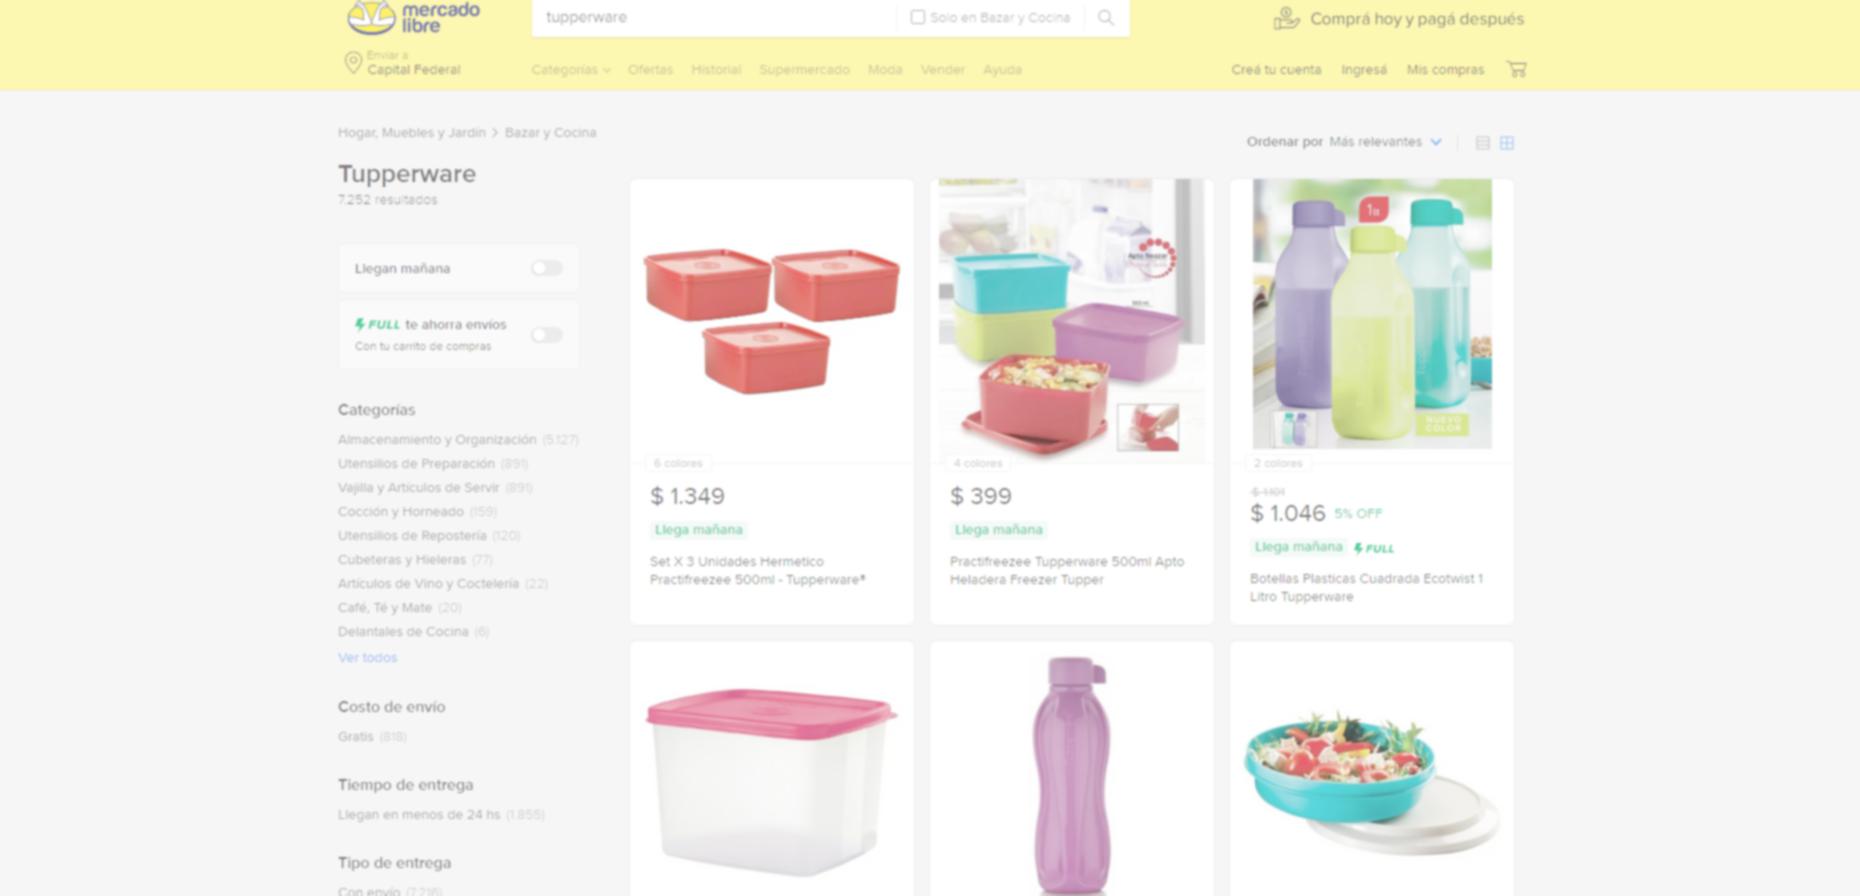 mercado
libre
tupperware
Solo en Bazar y Cocina
Comprá hoy y pagá después
Enviar a
Capital Federal
Categorías Ofertas Historial Supermercado Moda Vender Ayuda
Creá tu cuenta Ingresá Mis compras
Hogar, Muebles y Jardín > Bazar y Cocina
Ordenar por Más relevantes
Tupperware
7.252 resultados
Llegan mañana
FULL te ahorra envíos
Con tu carrito de compras
Categorías
Almacenamiento y Organización (5.127)
Utensilios de Preparación (891)
Vajilla y Artículos de Servir (891)
Cocción y Horneado (159)
Utensilios de Repostería (120)
Cubeteras y Hieleras (77)
Artículos de Vino y Coctelería (22)
Café, Té y Mate (20)
Delantales de Cocina (6)
Ver todos
Costo de envío
Gratis (818)
Tiempo de entrega
Llegan en menos de 24 hs (1.855)
Tipo de entrega
Con envío (7.216)
6 colores
$ 1.349
Llega mañana
Set X 3 Unidades Hermetico
Practifreezee 500ml - Tupperware®
Apto freezer
4 colores
$ 399
Llega mañana
Practifreezee Tupperware 500ml Apto
Heladera Freezer Tupper
NUEVO
COLOR
2 colores
$ 1.101
$ 1.046 5% OFF
Llega mañana FULL
Botellas Plasticas Cuadrada Ecotwist 1
Litro Tupperware